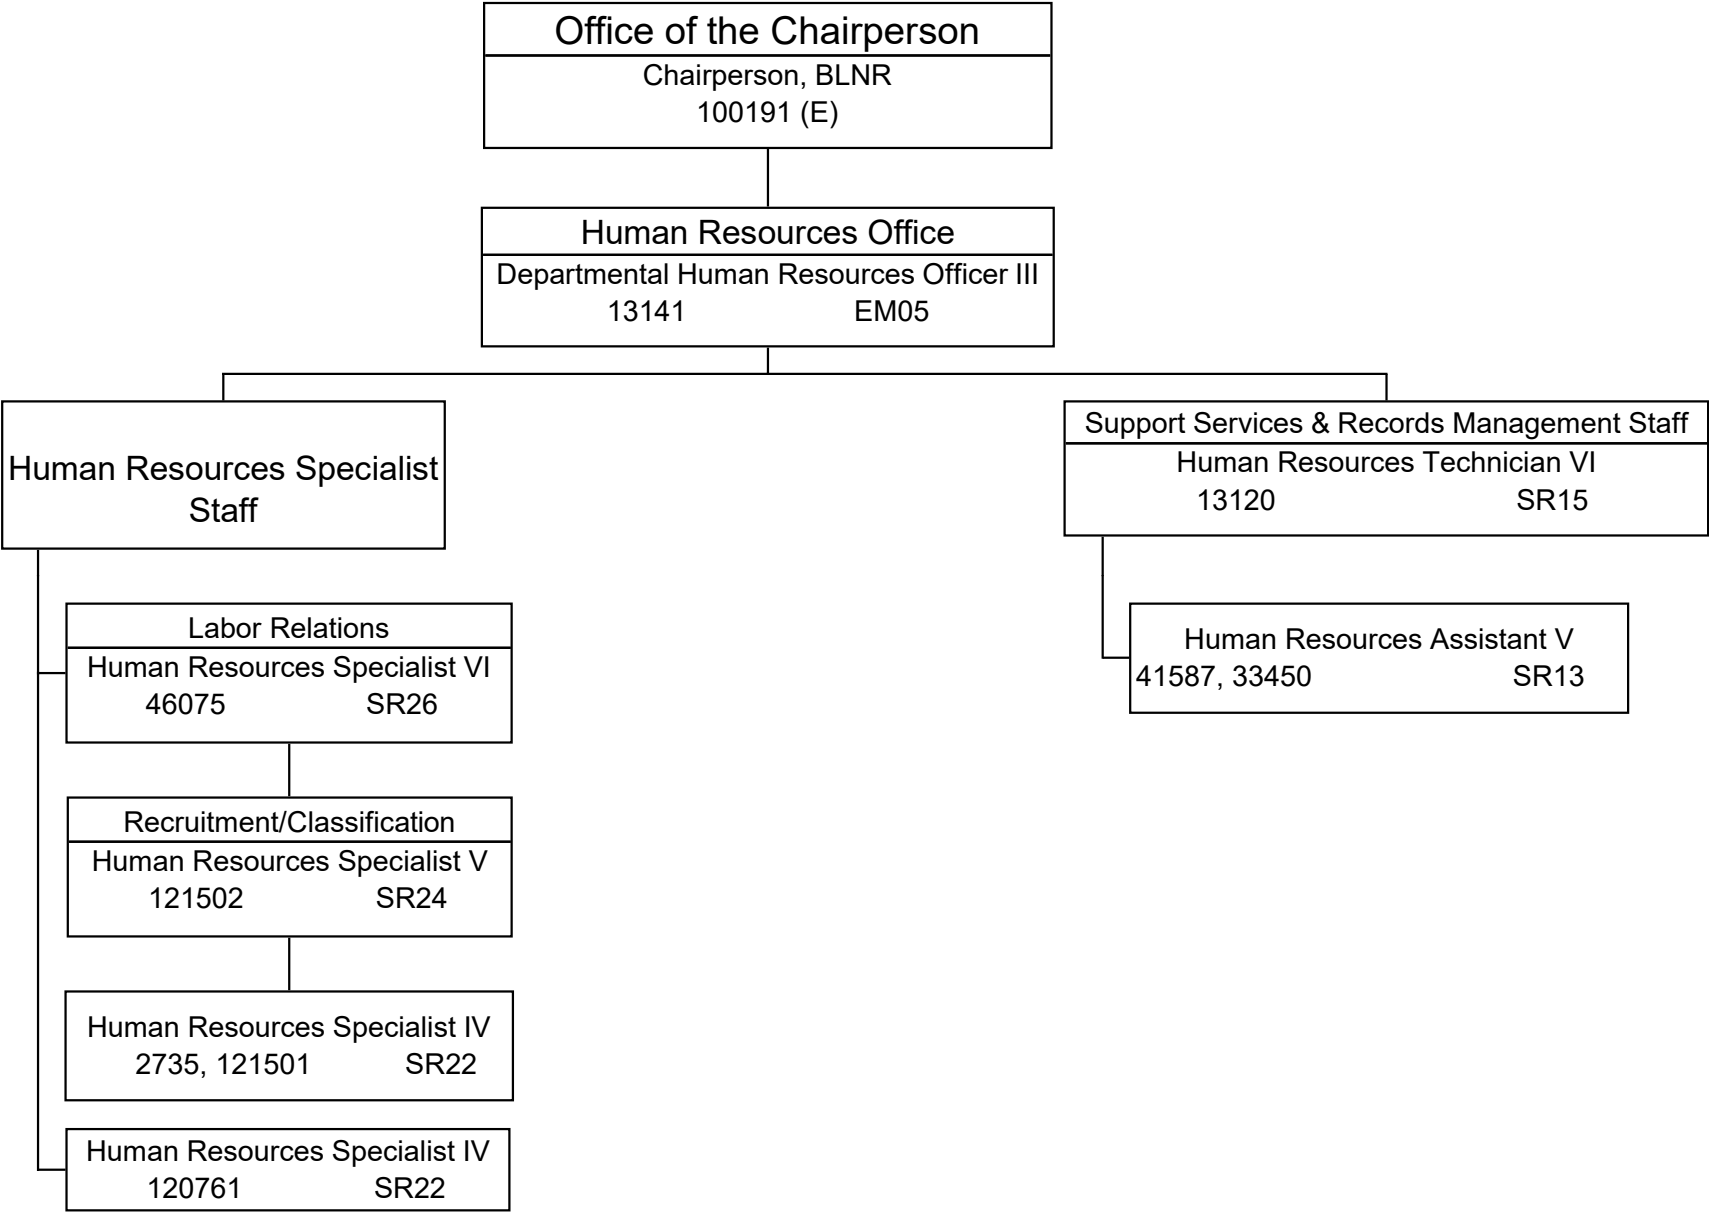 Office of the Chairperson
Chairperson, BLNR
100191 (E)
Human Resources Office
Departmental Human Resources Officer III
13141 EM05
Human Resources Specialist
Staff
Labor Relations
Human Resources Specialist VI
46075 SR26
Recruitment/Classification
Human Resources Specialist V
121502 SR24
Human Resources Specialist IV
2735, 121501 SR22
Human Resources Specialist IV
120761 SR22
Support Services & Records Management Staff
Human Resources Technician VI
13120 SR15
Human Resources Assistant V
41587, 33450 SR13